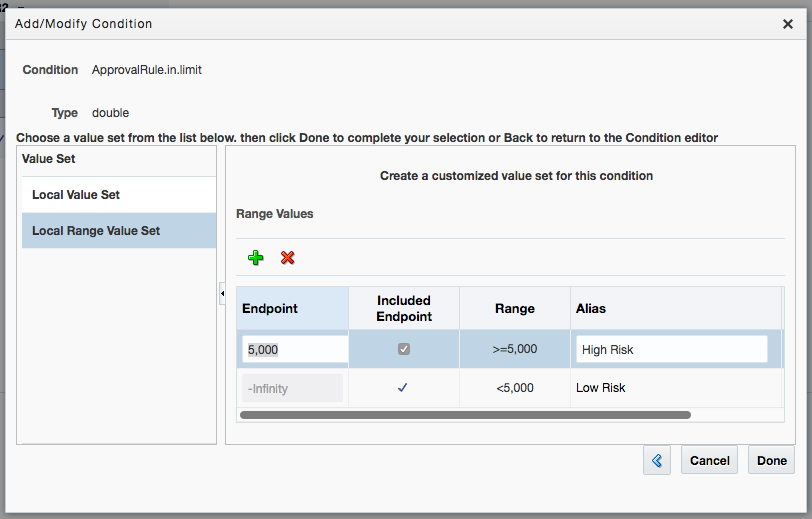 Add/Modify Condition
Condition ApprovalRule.in.limit
Type double
Choose a value set from the list below. then click Done to complete your selection or Back to return to the Condition editor
Value Set
Local Value Set
Local Range Value Set
Create a customized value set for this condition
Range Values
Endpoint Included Endpoint Range Alias
5,000 >=5,000 High Risk
-Infinity <5,000 Low Risk
Cancel Done